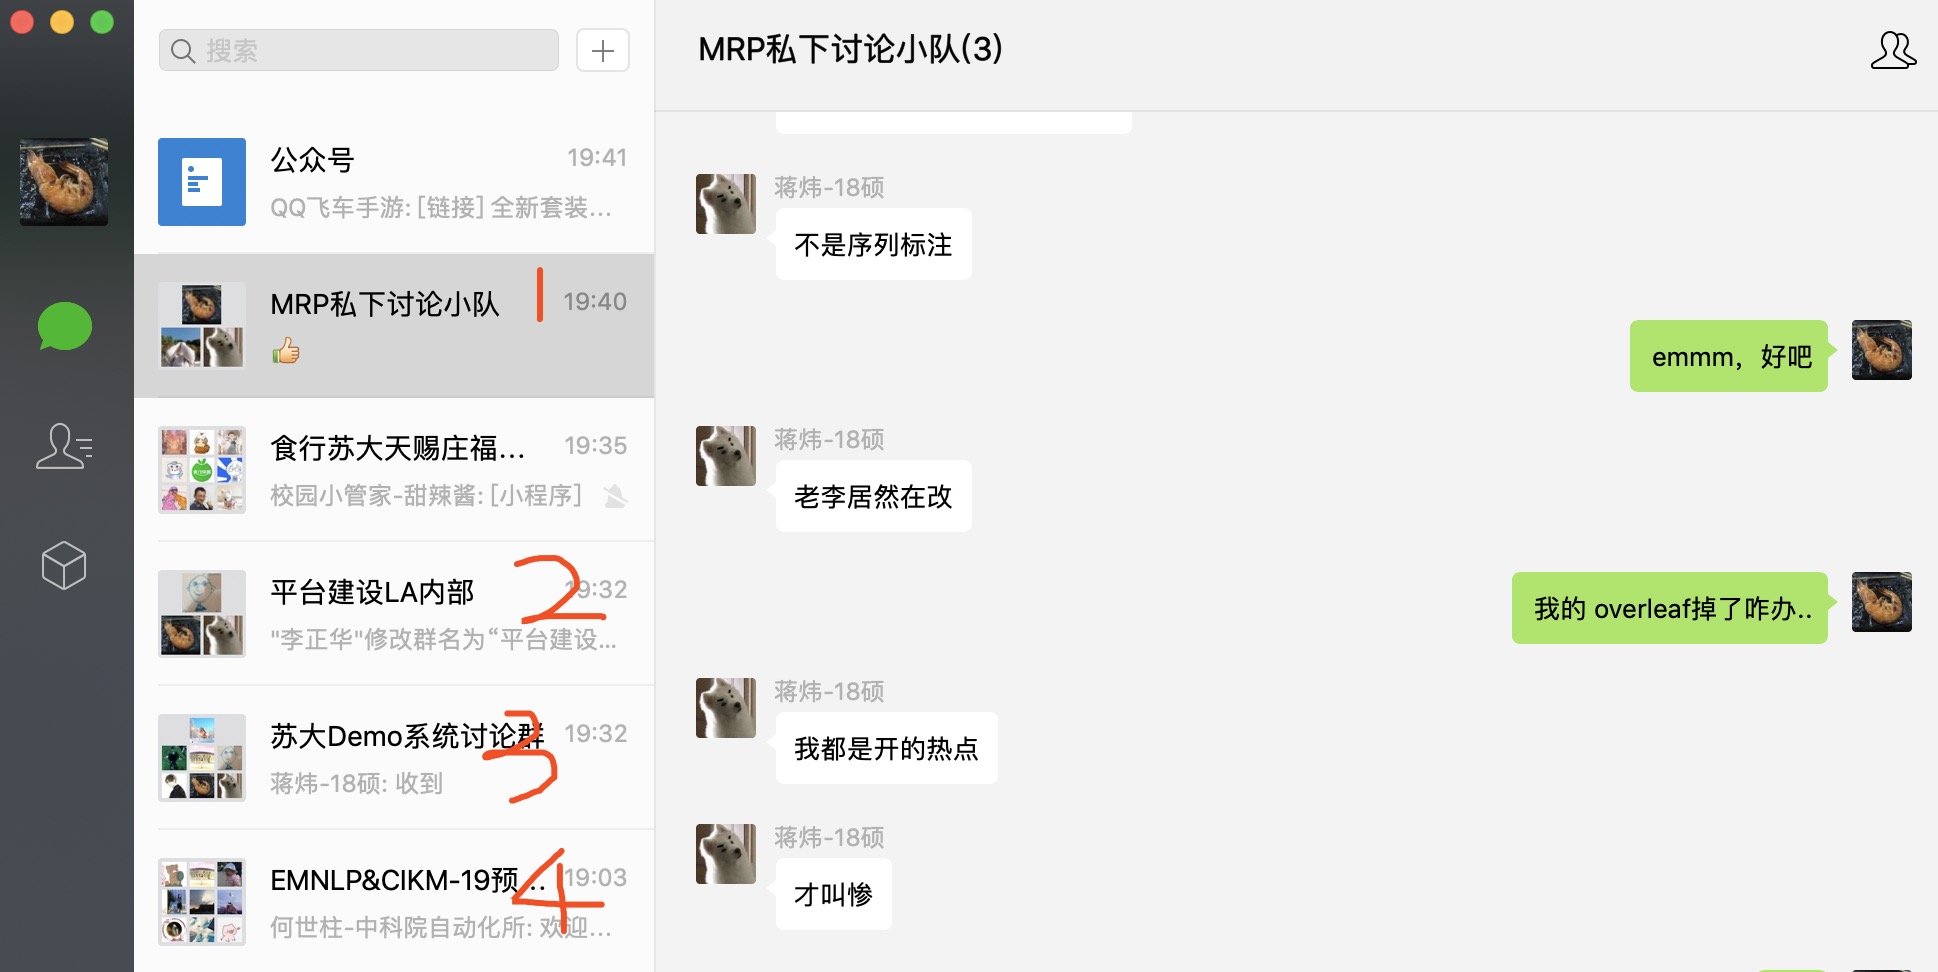 搜索
公众号 19:41
QQ飞车手游: [链接] 全新套装...
MRP私下讨论小队 1 19:40
食行苏大天赐庄福... 19:35
校园小管家-甜辣酱: [小程序]
平台建设LA内部 2 19:32
"李正华"修改群名为“平台建设...
苏大Demo系统讨论群 3 19:32
蒋炜-18硕: 收到
EMNLP&CIKM-19预... 4 19:03
何世柱-中科院自动化所: 欢迎...
MRP私下讨论小队(3)
蒋炜-18硕
不是序列标注
emmm，好吧
蒋炜-18硕
老李居然在改
我的 overleaf掉了咋办..
蒋炜-18硕
我都是开的热点
蒋炜-18硕
才叫惨